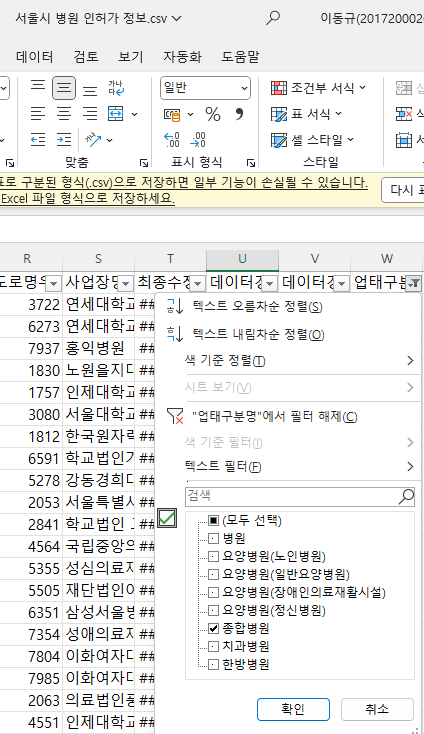 서울시 병원 인허가 정보.csv
이동규(201720002
데이터 검토 보기 자동화 도움말
가나다
일반
조건부 서식
표 서식
셀 스타일
맞춤
표시 형식
스타일
표로 구분된 형식(.csv)으로 저장하면 일부 기능이 손실될 수 있습니다.
Excel 파일 형식으로 저장하세요.
다시 표
R S T U V W
도로명우 사업장명 최종수정 데이터갱 데이터갱 업태구분
3722 연세대학교 ##
6273 연세대학교 ##
7937 홍익병원 ##
1830 노원을지대 ##
1757 인제대학교 ##
3080 서울대학교 ##
1812 한국원자력 ##
6591 학교법인가 ##
5278 강동경희대 ##
2053 서울특별시 ##
2841 학교법인 ##
4564 국립중앙의 ##
5355 성심의료재 ##
5505 재단법인아 ##
6351 삼성서울병 ##
7354 성애의료재 ##
7804 이화여자대 ##
7985 이화여자대 ##
2063 의료법인풍 ##
4551 인제대학교 ##
텍스트 오름차순 정렬(S)
텍스트 내림차순 정렬(O)
색 기준 정렬(T)
시트 보기(V)
"업태구분명"에서 필터 해제(C)
색 기준 필터(I)
텍스트 필터(F)
검색
(모두 선택)
병원
요양병원(노인병원)
요양병원(일반요양병원)
요양병원(장애인의료재활시설)
요양병원(정신병원)
종합병원
치과병원
한방병원
확인
취소